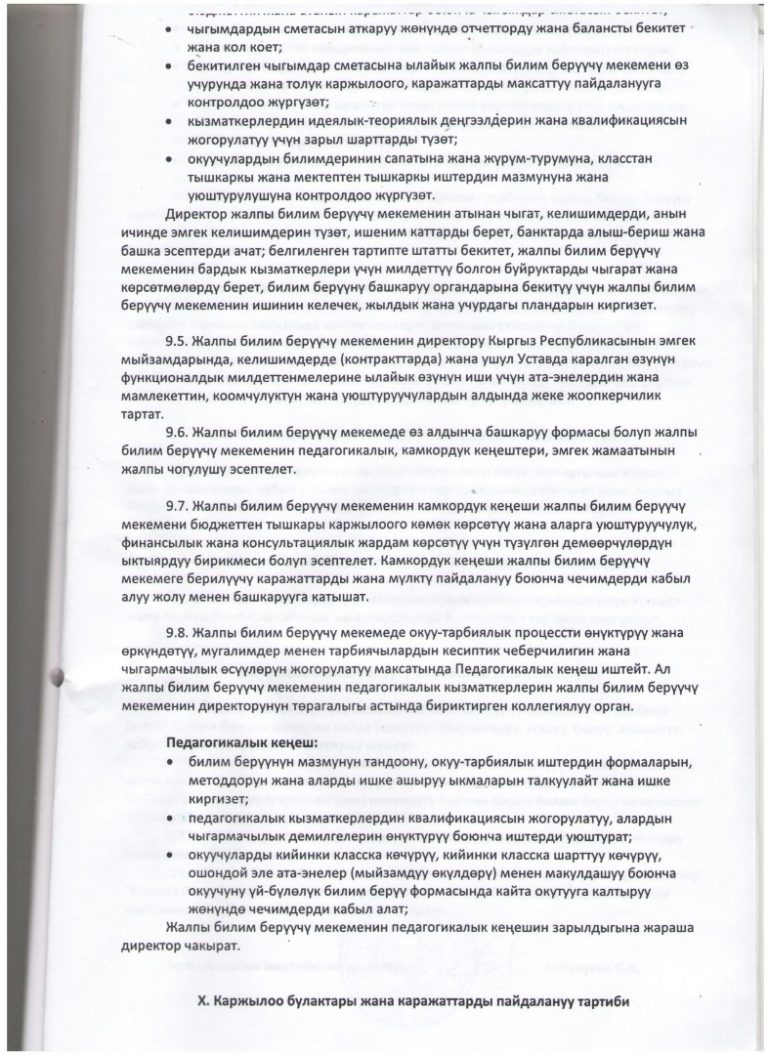 • чыгымдардын сметасын аткаруу жөнүндө отчетторду жана балансты бекитет
жана кол коет;
• бекитилген чыгымдар сметасына ылайык жалпы билим берүүчү мекемени өз
учурунда жана толук каржылоого, каражаттарды максаттуу пайдаланууга
контролдоо жүргүзөт;
• кызматкерлердин идеялык-теориялык деңгээлдерин жана квалификациясын
жогорулатуу үчүн зарыл шарттарды түзөт;
• окуучулардын билимдеринин сапатына жана жүрүм-турумуна, класстан
тышкаркы жана мектептен тышкаркы иштердин мазмунуна жана
уюштурулушуна контролдоо жүргүзөт.
Директор жалпы билим берүүчү мекеменин атынан чыгат, келишимдерди, анын
ичинде эмгек келишимдерин түзөт, ишеним каттарды берет, банктарда алыш-бериш жана
башка эсептерди ачат; белгиленген тартипте штатты бекитет, жалпы билим берүүчү
мекеменин бардык кызматкерлери үчүн милдеттүү болгон буйруктарды чыгарат жана
көрсөтмөлөрдү берет, билим берүүнү башкаруу органдарына бекитүү үчүн жалпы билим
берүүчү мекеменин ишинин келечек, жылдык жана учурдагы пландарын киргизет.
9.5. Жалпы билим берүүчү мекеменин директору Кыргыз Республикасынын эмгек
мыйзамдарында, келишимдерде (контракттарда) жана ушул Уставда каралган өзүнүн
функционалдык милдеттенмелерине ылайык өзүнүн иши үчүн ата-энелердин жана
мамлекеттин, коомчулуктун жана уюштуруучулардын алдында жеке жоопкерчилик
тартат.
9.6. Жалпы билим берүүчү мекемеде өз алдынча башкаруу формасы болуп жалпы
билим берүүчү мекеменин педагогикалык, камкордук кеңештери, эмгек жамаатынын
жалпы чогулушу эсептелет.
9.7. Жалпы билим берүүчү мекеменин камкордук кеңеши жалпы билим берүүчү
мекемени бюджеттен тышкары каржылоого көмөк көрсөтүү жана аларга уюштуруучулук,
финансылык жана консультациялык жардам көрсөтүү үчүн түзүлгөн демөөрчүлөрдүн
ыктыярдуу бирикмеси болуп эсептелет. Камкордук кеңеши жалпы билим берүүчү
мекемеге берилүүчү каражаттарды жана мүлктү пайдалануу боюнча чечимдерди кабыл
алуу жолу менен башкарууга катышат.
9.8. Жалпы билим берүүчү мекемеде окуу-тарбиялык процессти өнүктүрүү жана
өркүндөтүү, мугалимдер менен тарбиячылардын кесиптик чеберчилигин жана
чыгармачылык өсүүлөрүн жогорулатуу максатында Педагогикалык кеңеш иштейт. Ал
жалпы билим берүүчү мекеменин педагогикалык кызматкерлерин жалпы билим берүүчү
мекеменин директорунун төрагалыгы астында бириктирген коллегиялуу орган.
Педагогикалык кеңеш:
• билим берүүнүн мазмунун тандоону, окуу-тарбиялык иштердин формаларын,
методдорун жана аларды ишке ашыруу ыкмаларын талкуулайт жана ишке
киргизет;
• педагогикалык кызматкерлердин квалификациясын жогорулатуу, алардын
чыгармачылык демилгелерин өнүктүрүү боюнча иштерди уюштурат;
• окуучуларды кийинки класска көчүрүү, кийинки класска шарттуу көчүрүү,
ошондой эле ата-энелер (мыйзамдуу өкүлдөрү) менен макулдашуу боюнча
окуучуну үй-бүлөлүк билим берүү формасында кайта окутууга калтыруу
жөнүндө чечимдерди кабыл алат;
Жалпы билим берүүчү мекеменин педагогикалык кеңешин зарылдыгына жараша
директор чакырат.
X. Каржылоо булактары жана каражаттарды пайдалануу тартиби